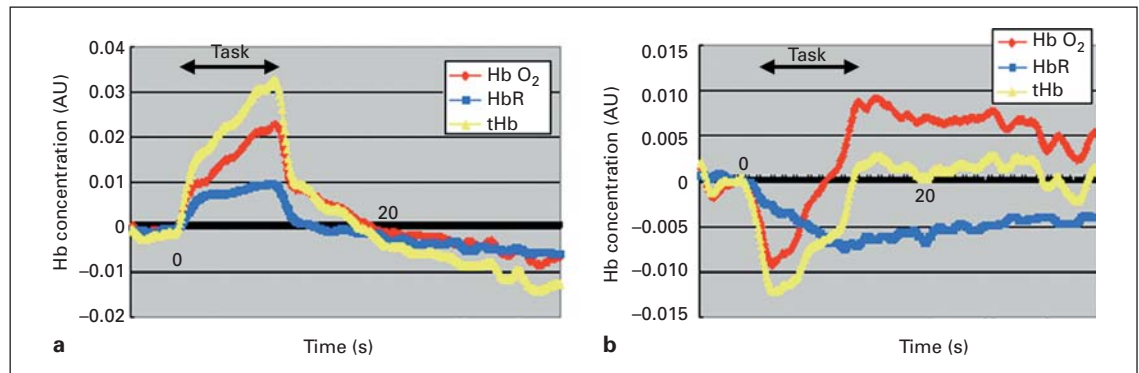 Hb concentration (AU)
0.04
0.03
0.02
0.01
0
–0.01
–0.02
Task
Hb O₂
HbR
tHb
0
20
a
Time (s)
Hb concentration (AU)
0.015
0.010
0.005
0
–0.005
–0.010
–0.015
Task
Hb O₂
HbR
tHb
0
20
b
Time (s)